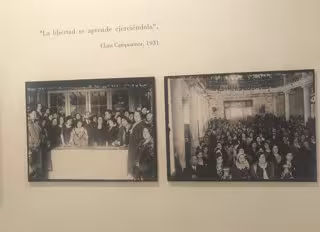 "La libertad se aprende ejerciéndola".
Clara Campoamor, 1931